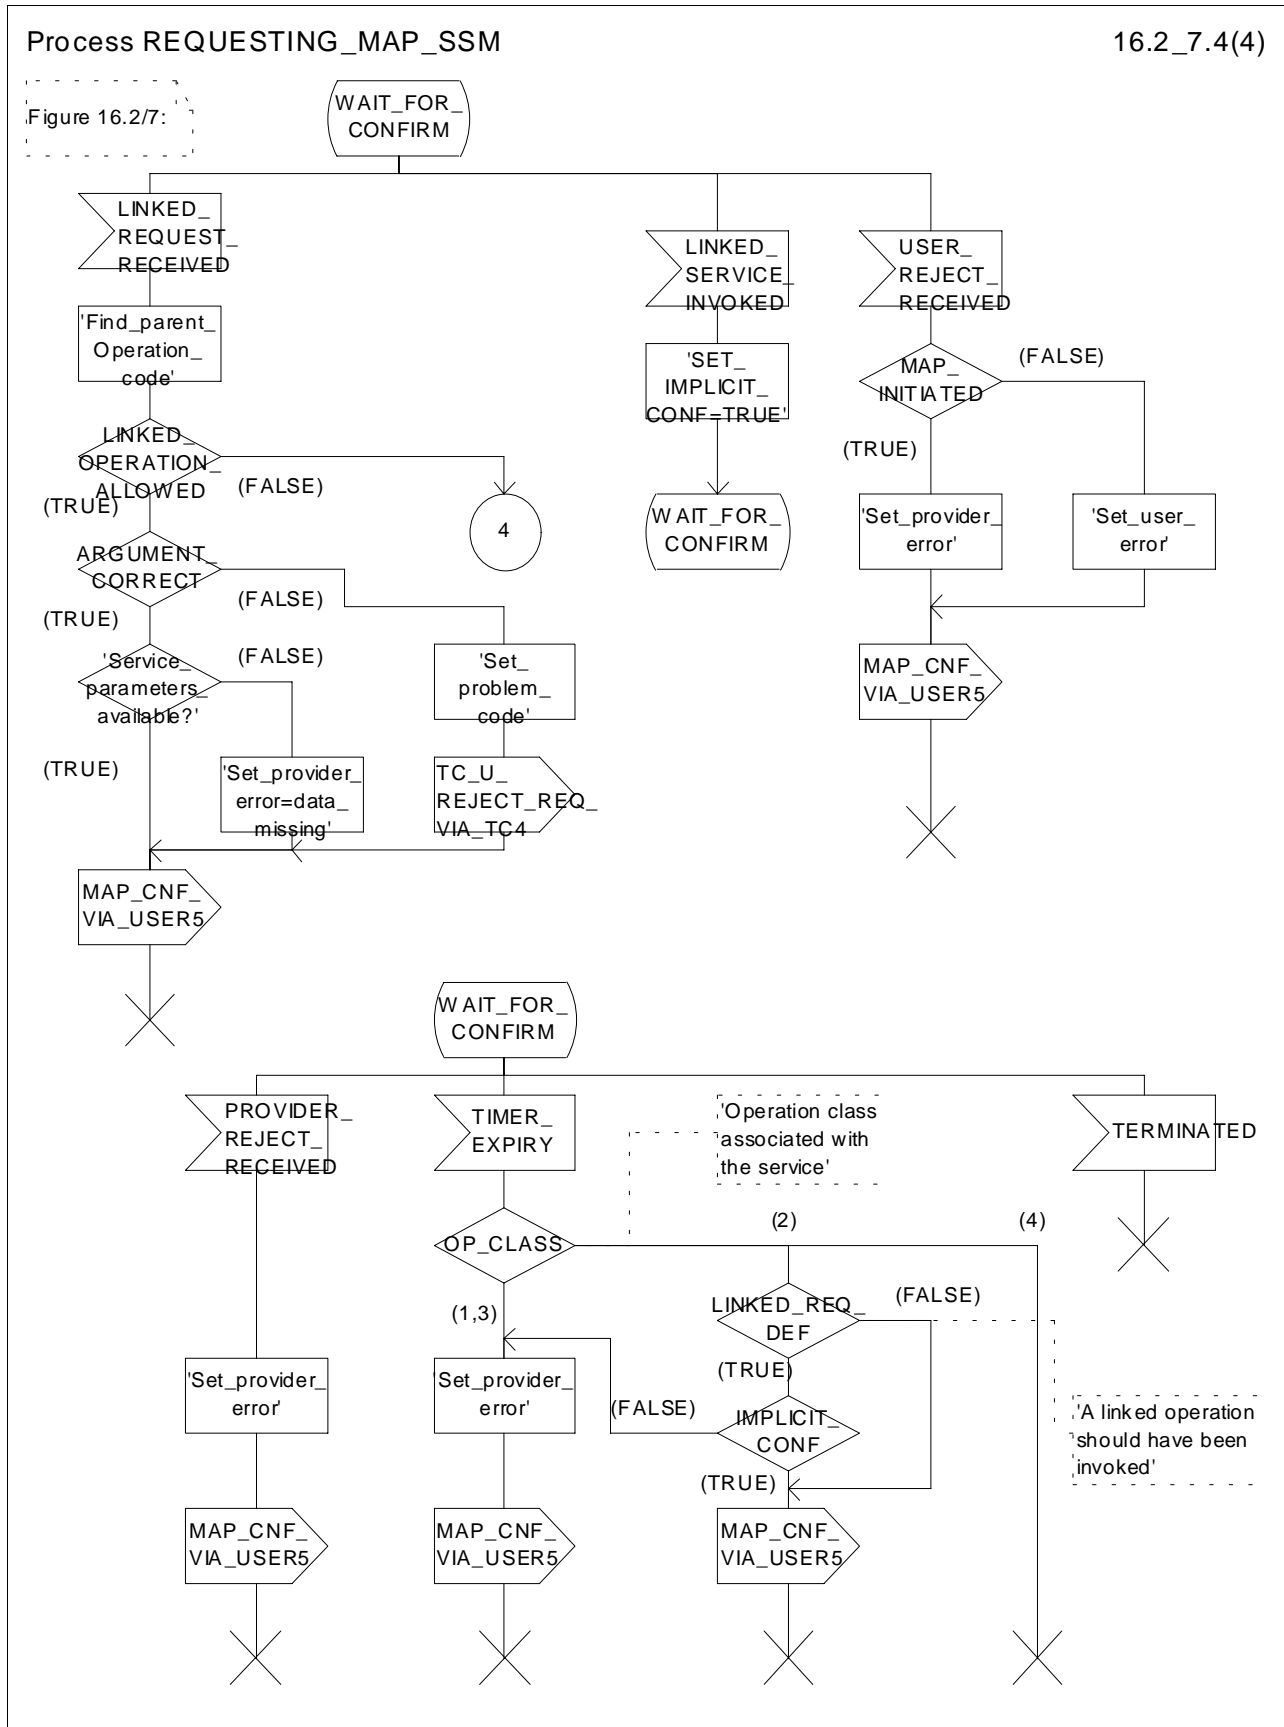 Process REQUESTING_MAP_SSM
16.2_7.4(4)
Figure 16.2/7:
WAIT_FOR_
CONFIRM
LINKED_
REQUEST_
RECEIVED
LINKED_
SERVICE_
INVOKED
USER_
REJECT_
RECEIVED
'Find_parent_
Operation_
code'
'SET_
IMPLICIT_
CONF=TRUE'
MAP_
INITIATED
(FALSE)
(TRUE)
LINKED_
OPERATION_
ALLOWED
(FALSE)
(TRUE)
4
WAIT_FOR_
CONFIRM
'Set_provider_
error'
'Set_user_
error'
ARGUMENT_
CORRECT
(FALSE)
(TRUE)
'Service_
parameters_
available?'
(FALSE)
(TRUE)
'Set_
problem_
code'
MAP_CNF_
VIA_USER5
'Set_provider_
error=data_
missing'
TC_U_
REJECT_REQ_
VIA_TC4
MAP_CNF_
VIA_USER5
WAIT_FOR_
CONFIRM
PROVIDER_
REJECT_
RECEIVED
TIMER_
EXPIRY
'Operation class
associated with
the service'
TERMINATED
OP_CLASS
(2)
(4)
(1,3)
LINKED_REQ_
DEF
(FALSE)
(TRUE)
'Set_provider_
error'
'Set_provider_
error'
(FALSE)
IMPLICIT_
CONF
(TRUE)
'A linked operation
should have been
invoked'
MAP_CNF_
VIA_USER5
MAP_CNF_
VIA_USER5
MAP_CNF_
VIA_USER5